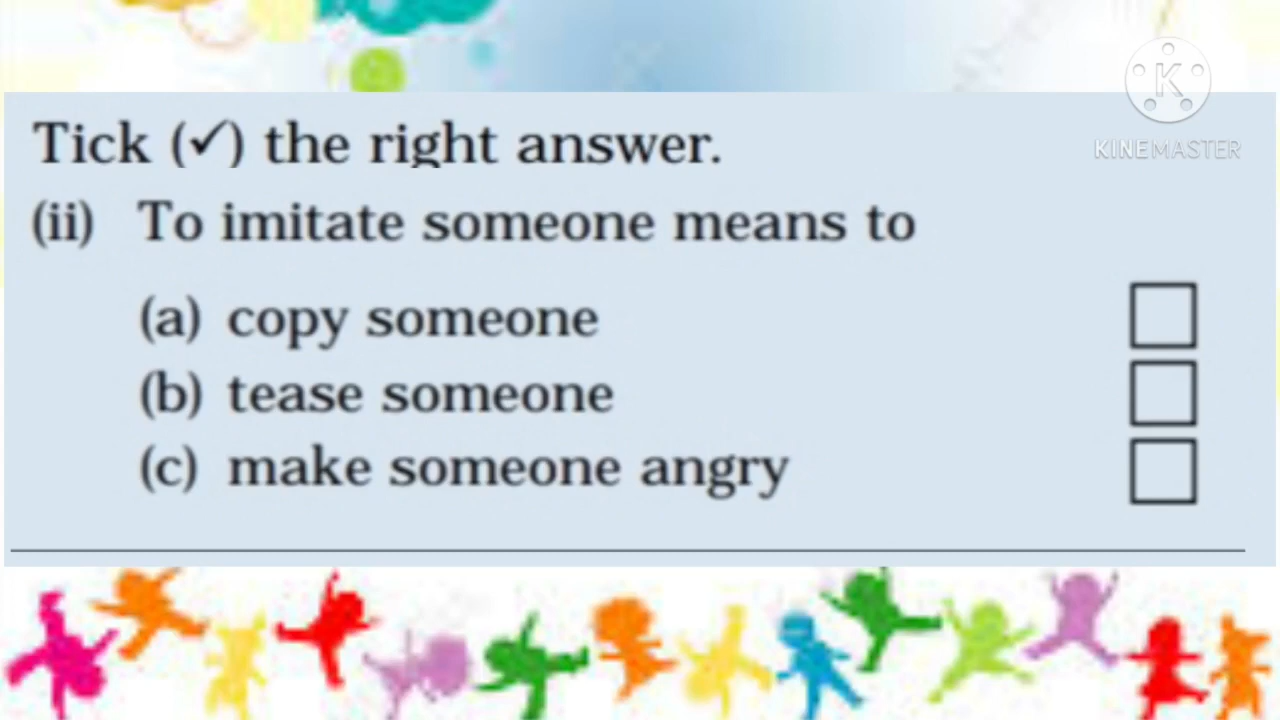 K
KINEMASTER
Tick (✓) the right answer.
(ii) To imitate someone means to
(a) copy someone
(b) tease someone
(c) make someone angry